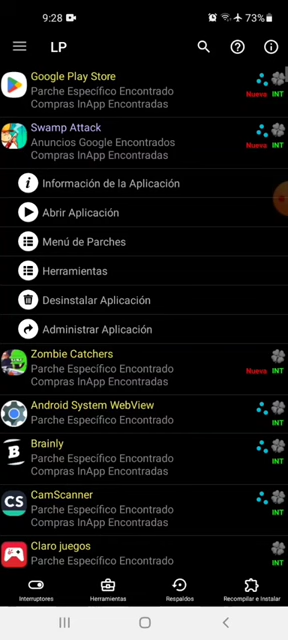 9:28
73%
LP
Google Play Store
Parche Específico Encontrado
Compras InApp Encontradas
Nuevo INT
Swamp Attack
Anuncios Google Encontrados
Compras InApp Encontradas
Nuevo INT
Información de la Aplicación
Abrir Aplicación
Menú de Parches
Herramientas
Desinstalar Aplicación
Administrar Aplicación
Zombie Catchers
Parche Específico Encontrado
Compras InApp Encontradas
Nuevo INT
Android System WebView
Parche Específico Encontrado
INT
Brainly
Parche Específico Encontrado
Compras InApp Encontradas
INT
CS
CamScanner
Parche Específico Encontrado
Compras InApp Encontradas
INT
Claro juegos
Parche Específico Encontrado
INT
Interruptores
Herramientas
Respaldos
Recompilar e Instalar